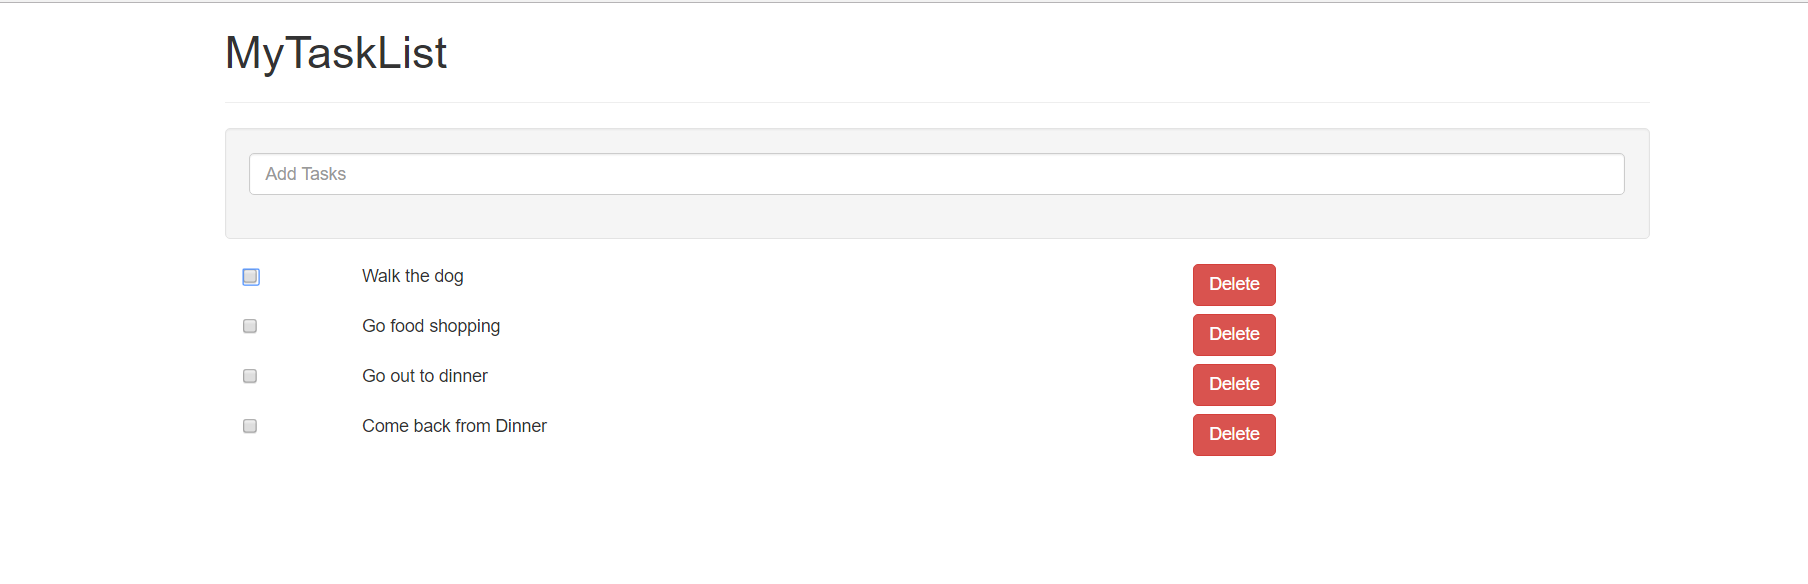 MyTaskList
Add Tasks
Walk the dog Delete
Go food shopping Delete
Go out to dinner Delete
Come back from Dinner Delete